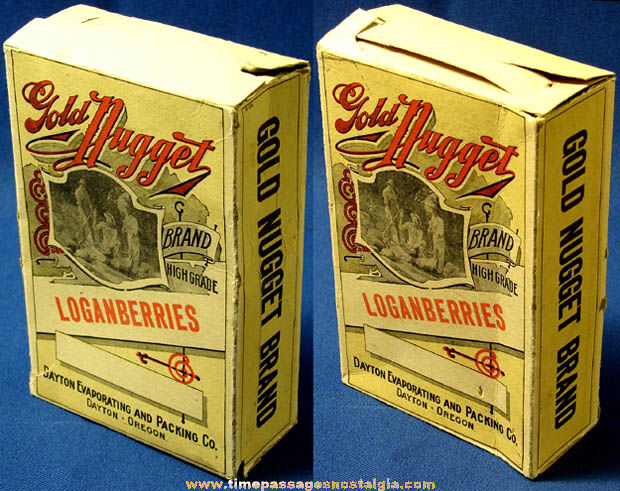 Gold
Nugget
BRAND
HIGH GRADE
LOGANBERRIES
DAYTON EVAPORATING AND PACKING CO.
DAYTON · OREGON
GOLD NUGGET BRAND
Gold
Nugget
BRAND
HIGH GRADE
LOGANBERRIES
DAYTON EVAPORATING AND PACKING CO.
DAYTON · OREGON
GOLD NUGGET BRAND
www.timepassagesnostalgia.com